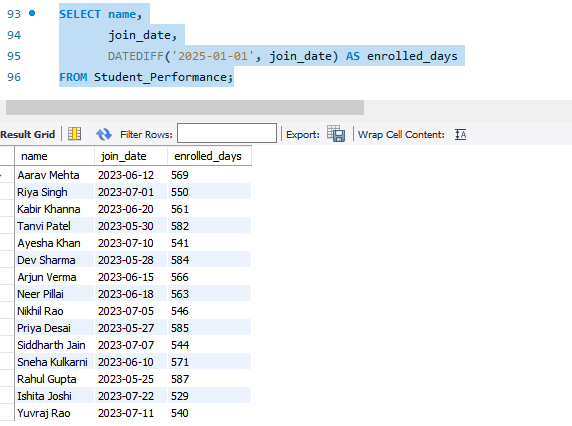 93 SELECT name,
94 join_date,
95 DATEDIFF('2025-01-01', join_date) AS enrolled_days
96 FROM Student_Performance;
Result Grid Filter Rows: Export: Wrap Cell Content: IA
name join_date enrolled_days
Aarav Mehta 2023-06-12 569
Riya Singh 2023-07-01 550
Kabir Khanna 2023-06-20 561
Tanvi Patel 2023-05-30 582
Ayesha Khan 2023-07-10 541
Dev Sharma 2023-05-28 584
Arjun Verma 2023-06-15 566
Neer Pillai 2023-06-18 563
Nikhil Rao 2023-07-05 546
Priya Desai 2023-05-27 585
Siddharth Jain 2023-07-07 544
Sneha Kulkarni 2023-06-10 571
Rahul Gupta 2023-05-25 587
Ishita Joshi 2023-07-22 529
Yuvraj Rao 2023-07-11 540